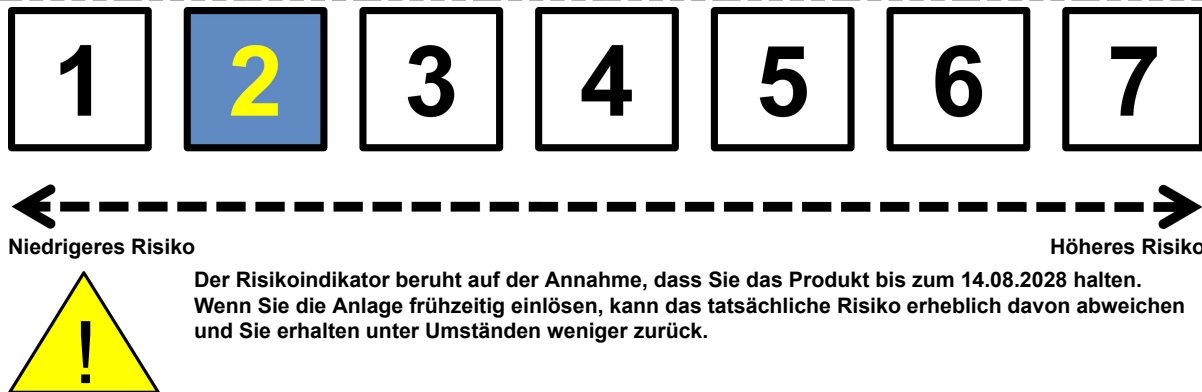 1 2 3 4 5 6 7
Niedrigeres Risiko Höheres Risiko
Der Risikoindikator beruht auf der Annahme, dass Sie das Produkt bis zum 14.08.2028 halten.
Wenn Sie die Anlage frühzeitig einlösen, kann das tatsächliche Risiko erheblich davon abweichen
und Sie erhalten unter Umständen weniger zurück.
!